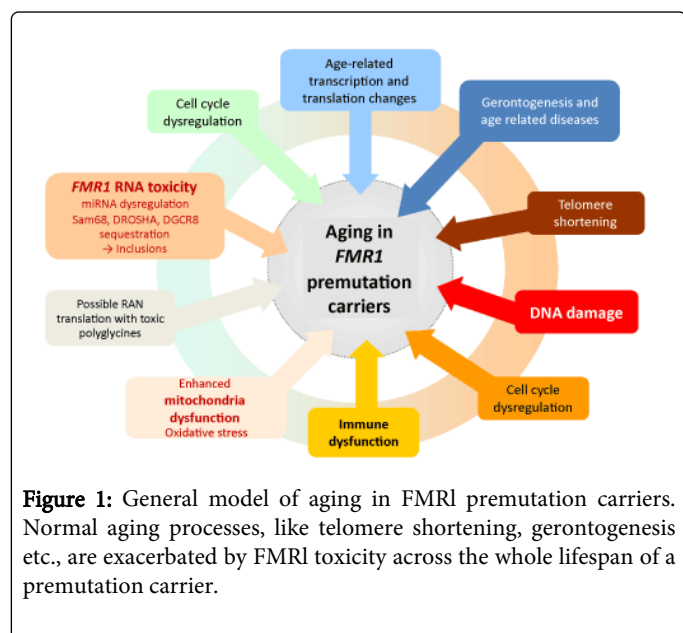 Age-related
transcription and
translation changes
Cell cycle
dysregulation
Gerontogenesis and
age related diseases
FMR1 RNA toxicity
miRNA dysregulation
Sam68, DROSHA, DGCR8
sequestration
→ Inclusions
Telomere
shortening
Aging in
FMR1
premutation
carriers
Possible RAN
translation with toxic
polyglycines
DNA damage
Enhanced
mitochondria
dysfunction
Oxidative stress
Immune
dysfunction
Cell cycle
dysregulation
Figure 1: General model of aging in FMRl premutation carriers.
Normal aging processes, like telomere shortening, gerontogenesis
etc., are exacerbated by FMRl toxicity across the whole lifespan of a
premutation carrier.